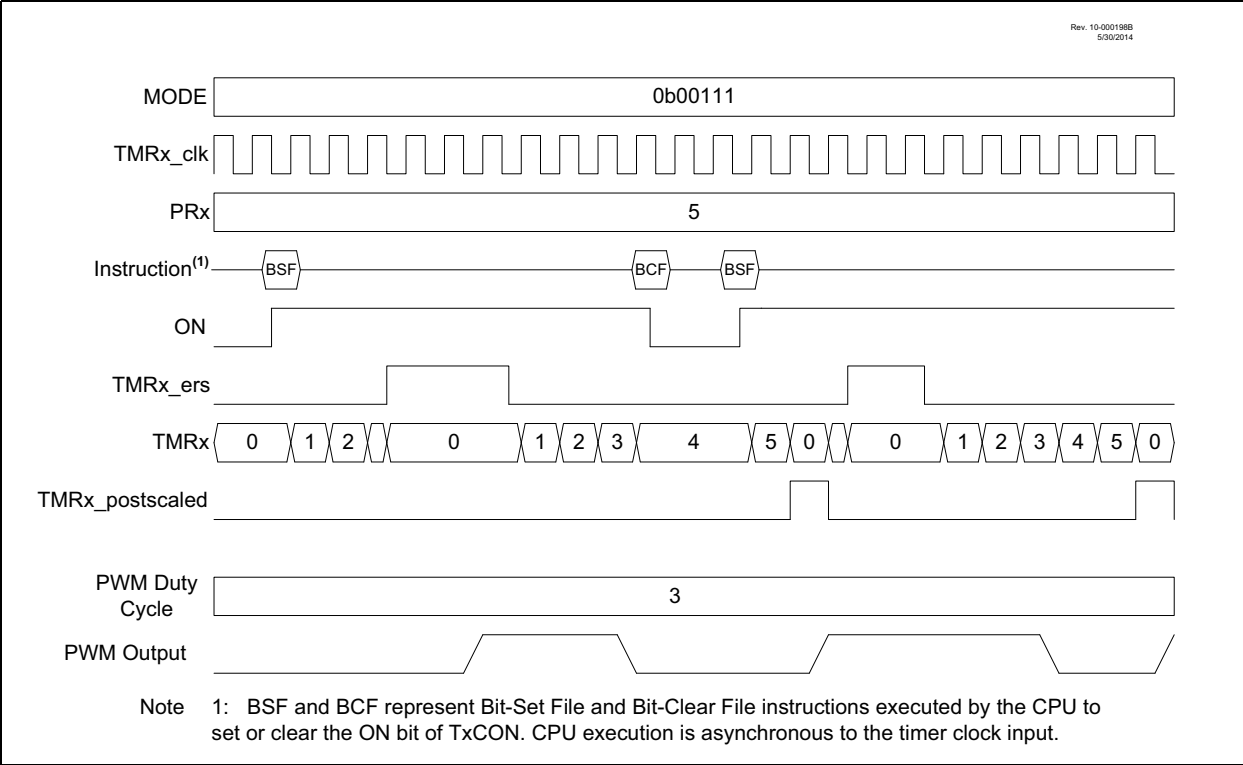 Rev. 10-000198B
5/30/2014
MODE 0b00111
TMRx_clk
PRx 5
Instruction(1) BSF BCF BSF
ON
TMRx_ers
TMRx 0 1 2 0 1 2 3 4 5 0 0 1 2 3 4 5 0
TMRx_postscaled
PWM Duty
Cycle 3
PWM Output
Note 1: BSF and BCF represent Bit-Set File and Bit-Clear File instructions executed by the CPU to
set or clear the ON bit of TxCON. CPU execution is asynchronous to the timer clock input.